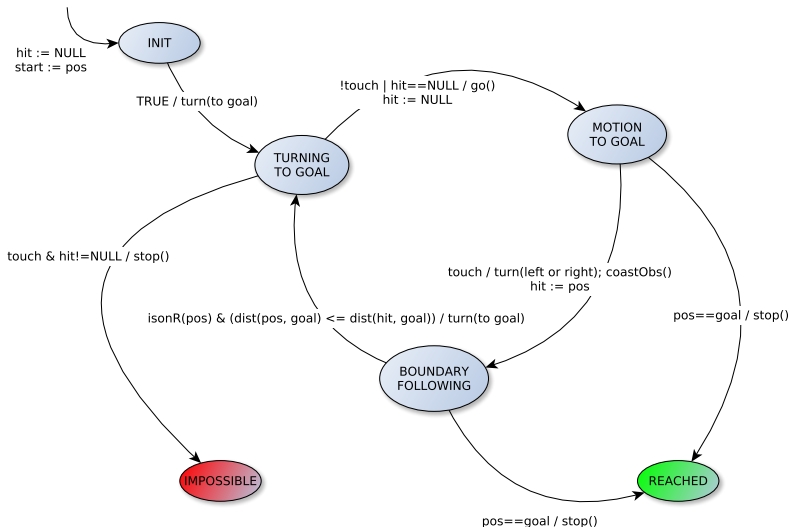 INIT
hit := NULL
start := pos
TRUE / turn(to goal)
!touch | hit==NULL / go()
hit := NULL
MOTION
TO GOAL
TURNING
TO GOAL
touch & hit!=NULL / stop()
touch / turn(left or right); coastObs()
hit := pos
isonR(pos) & (dist(pos, goal) <= dist(hit, goal)) / turn(to goal)
pos==goal / stop()
BOUNDARY
FOLLOWING
IMPOSSIBLE
REACHED
pos==goal / stop()